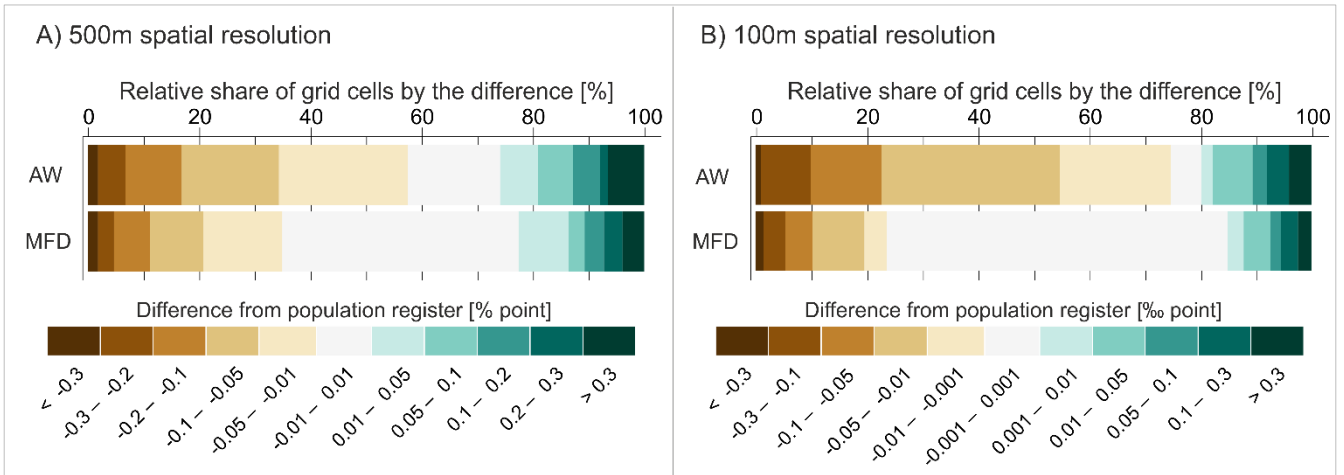 A) 500m spatial resolution
Relative share of grid cells by the difference [%]
0 20 40 60 80 100
AW
MFD
Difference from population register [% point]
< -0.3
-0.3 – -0.2
-0.2 – -0.1
-0.1 – -0.05
-0.05 – -0.01
-0.01 – 0.01
0.01 – 0.05
0.05 – 0.1
0.1 – 0.2
0.2 – 0.3
> 0.3
B) 100m spatial resolution
Relative share of grid cells by the difference [%]
0 20 40 60 80 100
AW
MFD
Difference from population register [‰ point]
< -0.3
-0.3 – -0.1
-0.1 – -0.05
-0.05 – -0.01
-0.01 – -0.001
-0.001 – 0.001
0.001 – 0.01
0.01 – 0.05
0.05 – 0.1
0.1 – 0.3
> 0.3